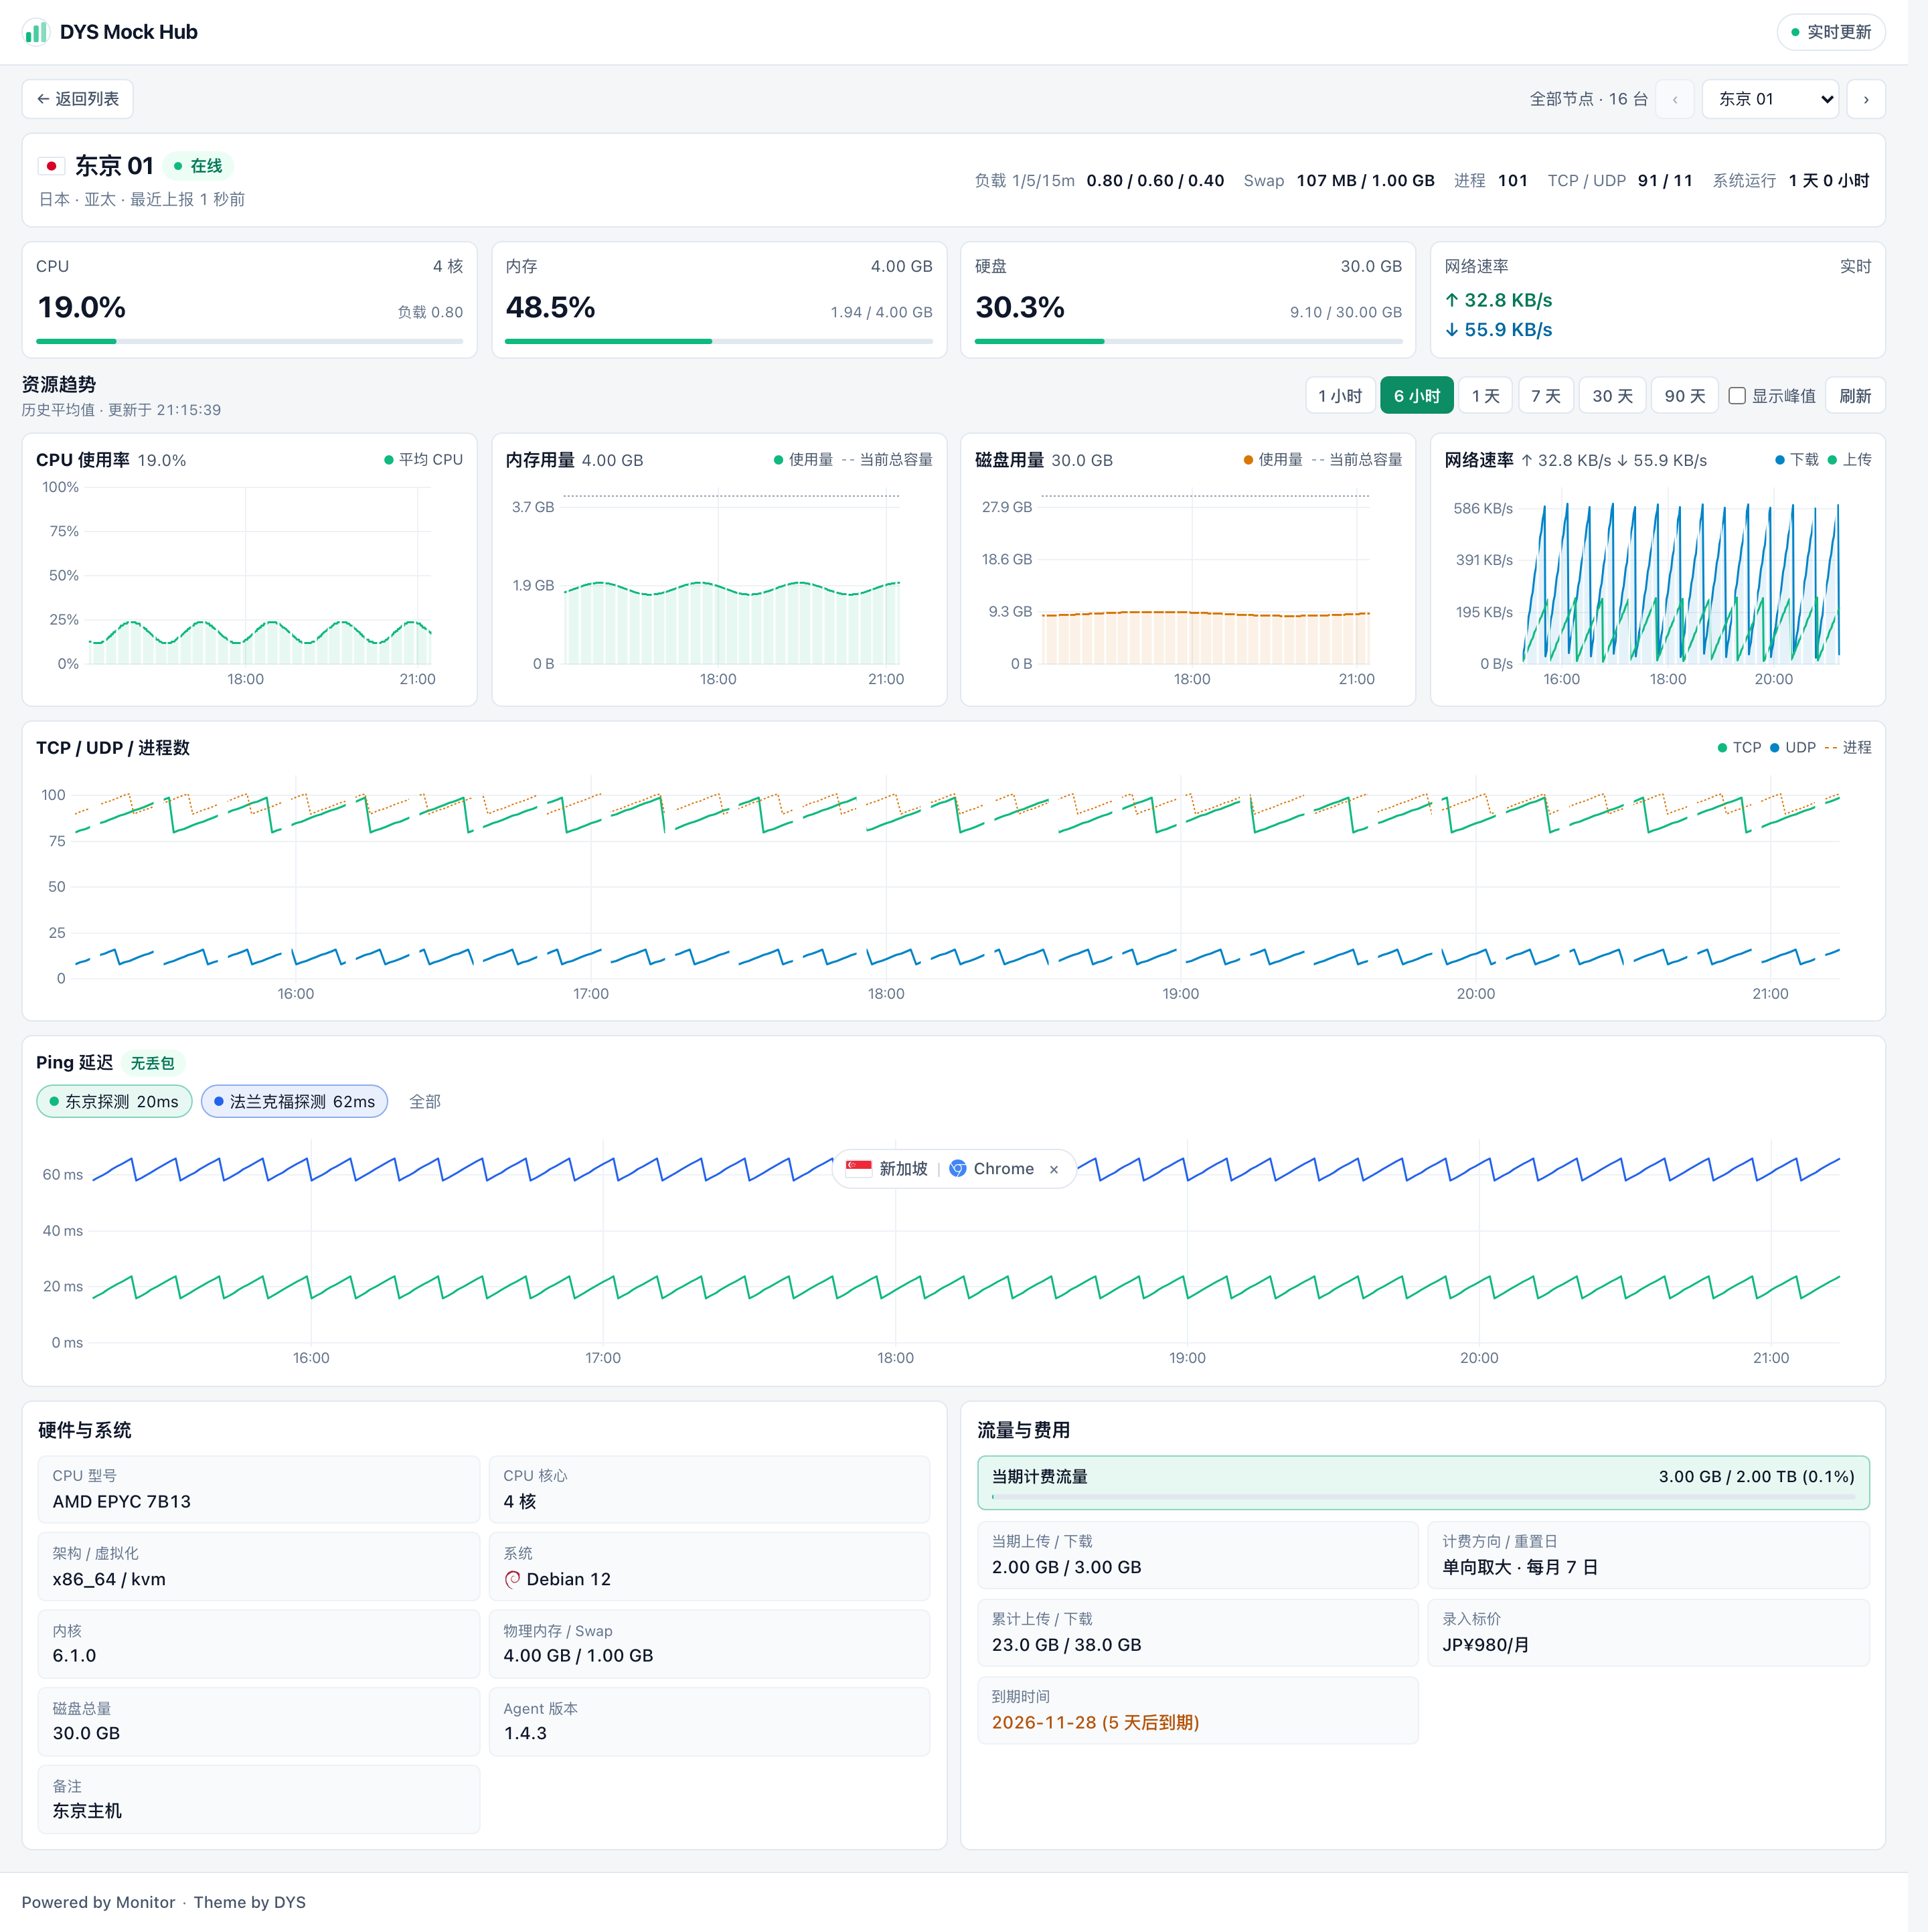 DYS Mock Hub
实时更新
← 返回列表
全部节点 · 16 台
‹
东京 01
›
东京 01
在线
日本 · 亚太 · 最近上报 1 秒前
负载 1/5/15m 0.80 / 0.60 / 0.40 Swap 107 MB / 1.00 GB 进程 101 TCP / UDP 91 / 11 系统运行 1 天 0 小时
CPU
4 核
19.0%
负载 0.80
内存
4.00 GB
48.5%
1.94 / 4.00 GB
硬盘
30.0 GB
30.3%
9.10 / 30.00 GB
网络速率
实时
↑ 32.8 KB/s
↓ 55.9 KB/s
资源趋势
历史平均值 · 更新于 21:15:39
1 小时
6 小时
1 天
7 天
30 天
90 天
显示峰值
刷新
CPU 使用率 19.0%
平均 CPU
100%
75%
50%
25%
0%
18:00
21:00
内存用量 4.00 GB
使用量 -- 当前总容量
3.7 GB
1.9 GB
0 B
18:00
21:00
磁盘用量 30.0 GB
使用量 -- 当前总容量
27.9 GB
18.6 GB
9.3 GB
0 B
18:00
21:00
网络速率 ↑ 32.8 KB/s ↓ 55.9 KB/s
下载 上传
586 KB/s
391 KB/s
195 KB/s
0 B/s
16:00
18:00
20:00
TCP / UDP / 进程数
TCP UDP -- 进程
100
75
50
25
0
16:00
17:00
18:00
19:00
20:00
21:00
Ping 延迟 无丢包
东京探测 20ms
法兰克福探测 62ms
全部
60 ms
40 ms
20 ms
0 ms
新加坡 | Chrome ×
16:00
17:00
18:00
19:00
20:00
21:00
硬件与系统
CPU 型号
AMD EPYC 7B13
CPU 核心
4 核
架构 / 虚拟化
x86_64 / kvm
系统
Debian 12
内核
6.1.0
物理内存 / Swap
4.00 GB / 1.00 GB
磁盘总量
30.0 GB
Agent 版本
1.4.3
备注
东京主机
流量与费用
当期计费流量
3.00 GB / 2.00 TB (0.1%)
当期上传 / 下载
2.00 GB / 3.00 GB
计费方向 / 重置日
单向取大 · 每月 7 日
累计上传 / 下载
23.0 GB / 38.0 GB
录入标价
JP¥980/月
到期时间
2026-11-28 (5 天后到期)
Powered by Monitor · Theme by DYS